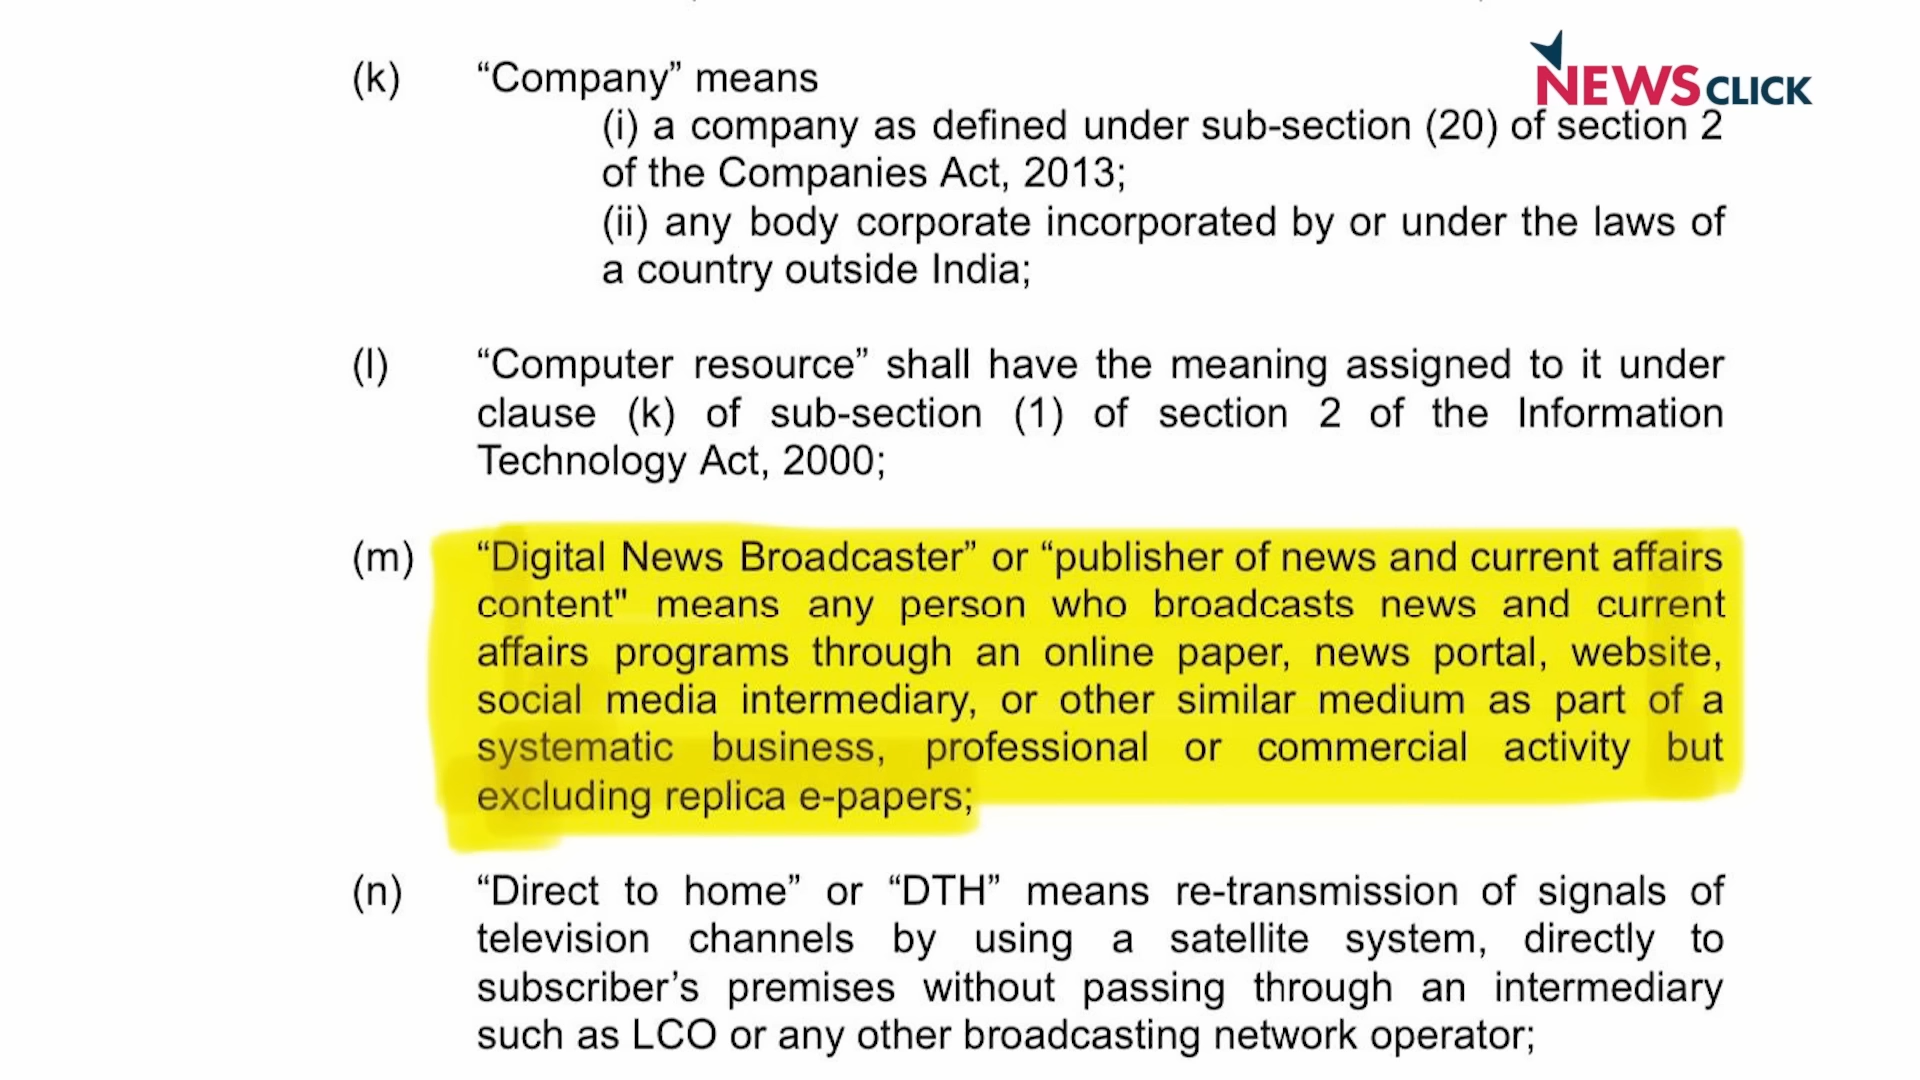 NEWSCLICK
(k) “Company” means
(i) a company as defined under sub-section (20) of section 2
of the Companies Act, 2013;
(ii) any body corporate incorporated by or under the laws of
a country outside India;
(l) “Computer resource” shall have the meaning assigned to it under
clause (k) of sub-section (1) of section 2 of the Information
Technology Act, 2000;
(m) “Digital News Broadcaster” or “publisher of news and current affairs
content" means any person who broadcasts news and current
affairs programs through an online paper, news portal, website,
social media intermediary, or other similar medium as part of a
systematic business, professional or commercial activity but
excluding replica e-papers;
(n) “Direct to home” or “DTH” means re-transmission of signals of
television channels by using a satellite system, directly to
subscriber’s premises without passing through an intermediary
such as LCO or any other broadcasting network operator;